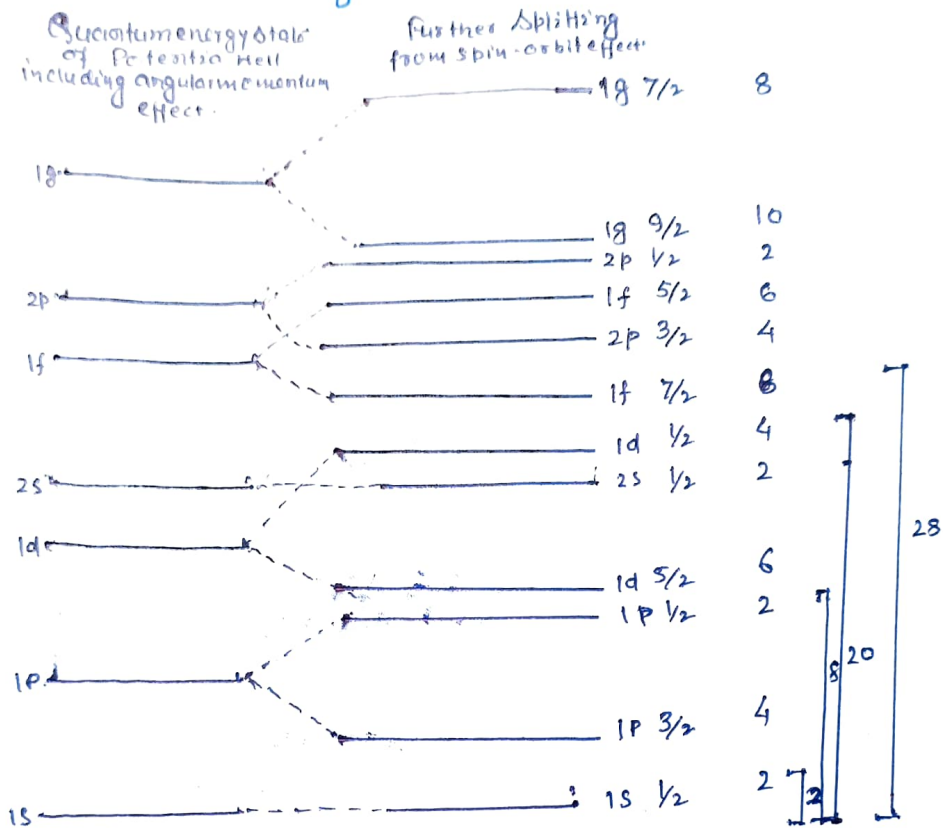 Quantum energy state
of Potential Well
including angular momentum
effect.
Further Splitting
from spin-orbit effect
1g 7/2 8
1g
1g 9/2 10
2p 1/2 2
2p
1f 5/2 6
2p 3/2 4
1f
1f 7/2 8
1d 1/2 4
2s
2s 1/2 2
28
1d
1d 5/2 6
1p 1/2 2
20
8
1p
1p 3/2 4
2
1s 1/2 2
1s